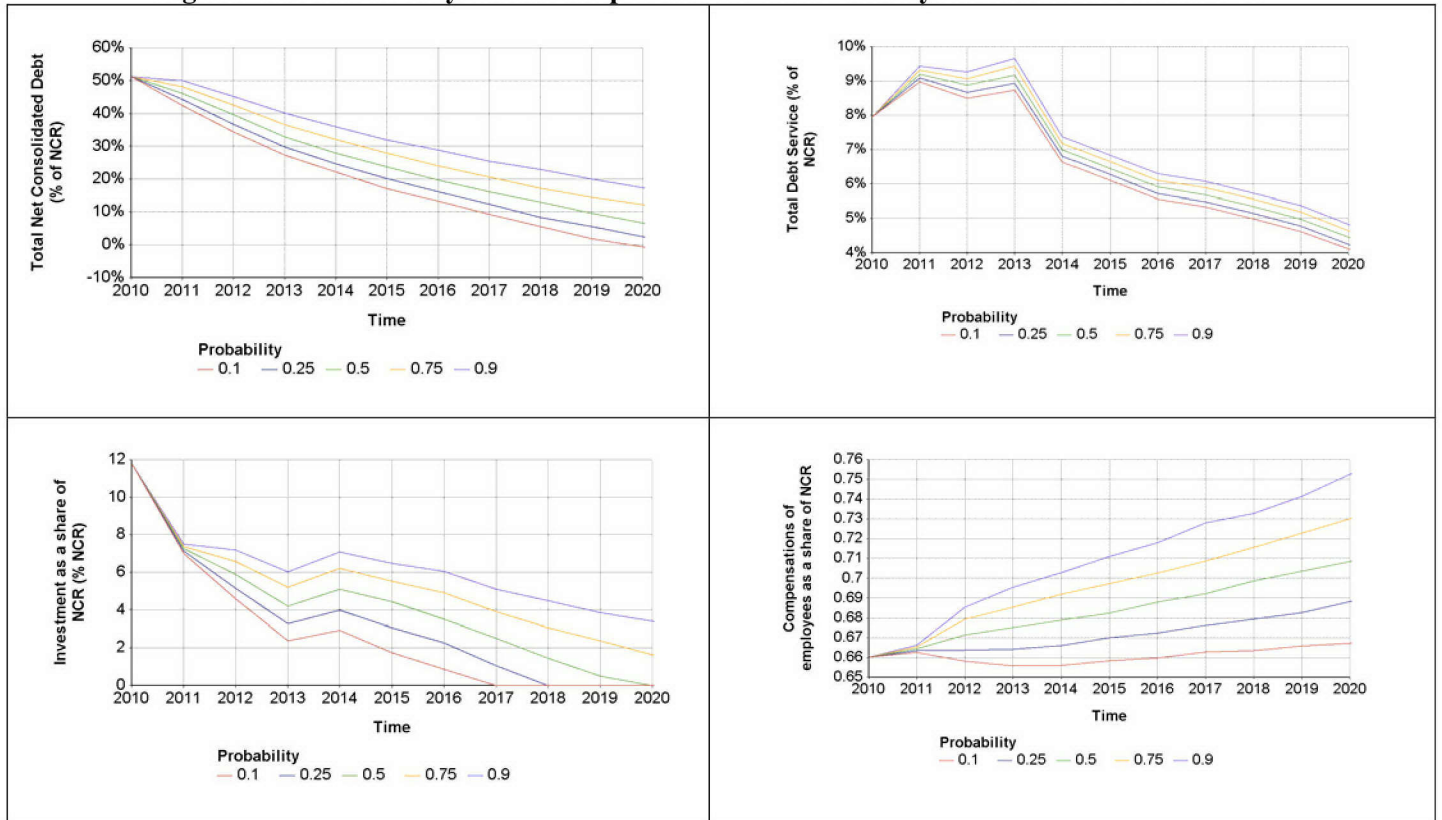 60%
50%
40%
30%
20%
10%
0%
-10%
Total Net Consolidated Debt
(% of NCR)
2010 2011 2012 2013 2014 2015 2016 2017 2018 2019 2020
Time
Probability
0.1 0.25 0.5 0.75 0.9
10%
9%
8%
7%
6%
5%
4%
Total Debt Service (% of
NCR)
2010 2011 2012 2013 2014 2015 2016 2017 2018 2019 2020
Time
Probability
0.1 0.25 0.5 0.75 0.9
12
10
8
6
4
2
0
Investment as a share of
NCR (% NCR)
2010 2011 2012 2013 2014 2015 2016 2017 2018 2019 2020
Time
Probability
0.1 0.25 0.5 0.75 0.9
0.76
0.75
0.74
0.73
0.72
0.71
0.7
0.69
0.68
0.67
0.66
0.65
Compensations of
employees as a share of NCR
2010 2011 2012 2013 2014 2015 2016 2017 2018 2019 2020
Time
Probability
0.1 0.25 0.5 0.75 0.9